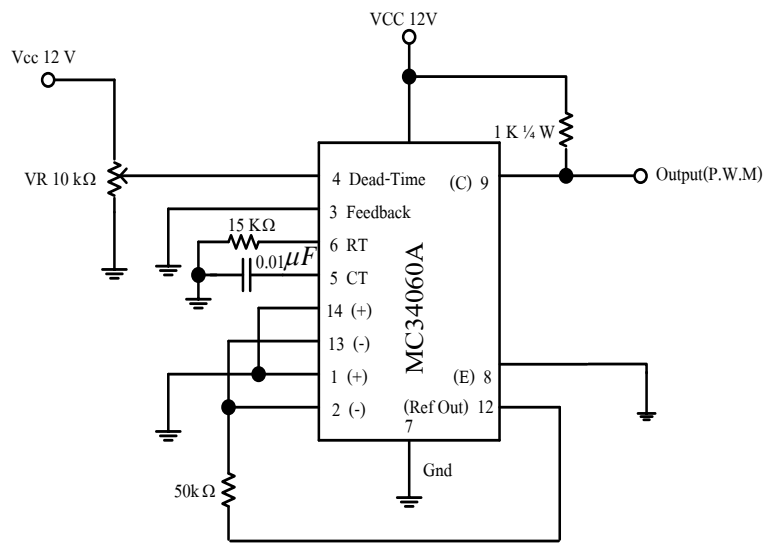 VCC 12V
Vcc 12 V
1 K ¼ W
VR 10 kΩ
4 Dead-Time
(C) 9
Output(P.W.M)
3 Feedback
15 KΩ
6 RT
0.01μF
5 CT
MC34060A
14 (+)
13 (-)
1 (+)
(E) 8
2 (-)
(Ref Out) 12
7
Gnd
50k Ω